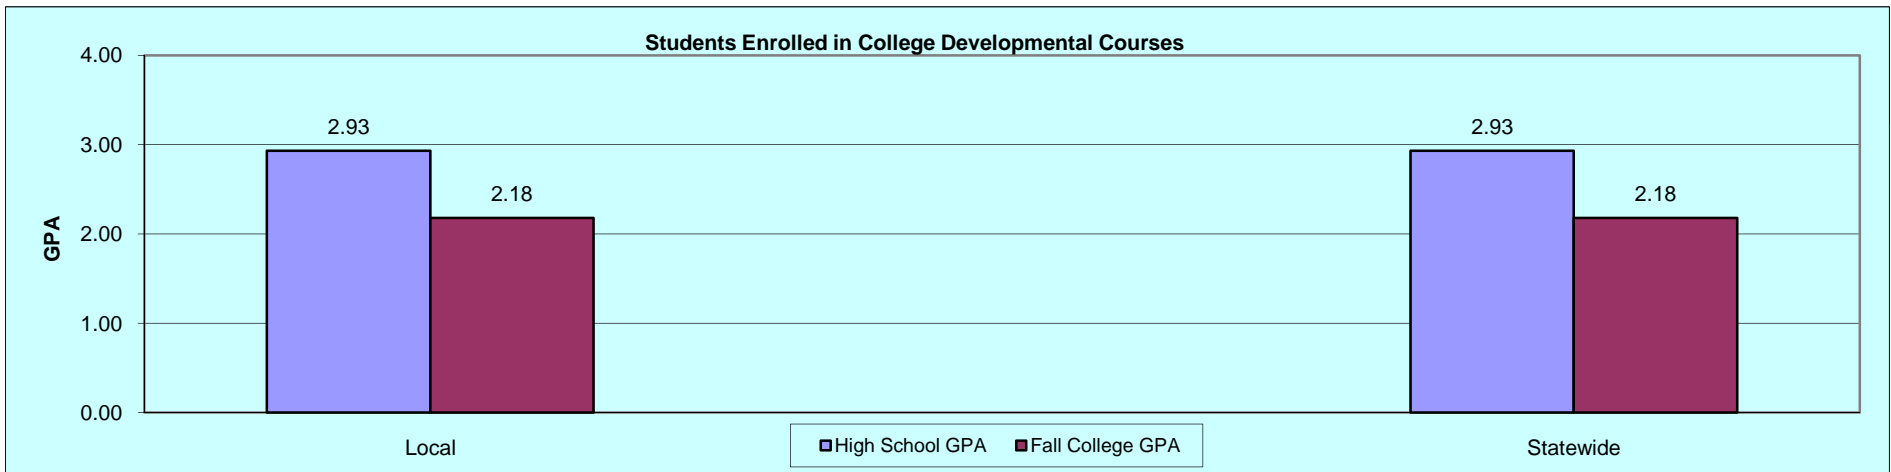 Students Enrolled in College Developmental Courses
4.00
3.00
2.00
1.00
0.00
GPA
2.93
2.18
2.93
2.18
Local
Statewide
High School GPA
Fall College GPA